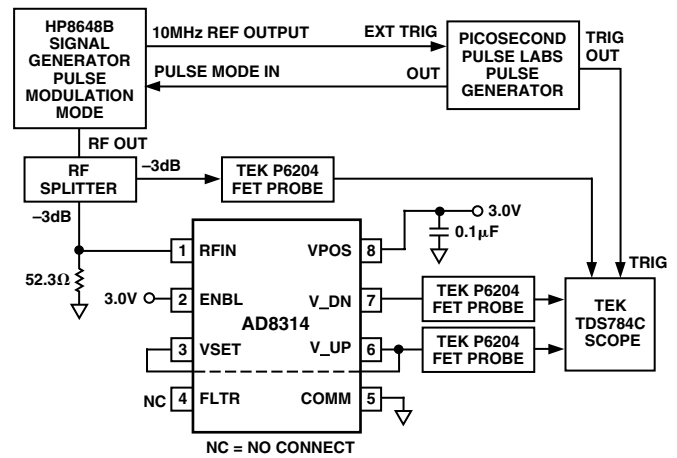 HP8648B
SIGNAL
GENERATOR
PULSE
MODULATION
MODE
10MHz REF OUTPUT
EXT TRIG
PULSE MODE IN
OUT
PICOSECOND
PULSE LABS
PULSE
GENERATOR
TRIG
OUT
RF OUT
RF
SPLITTER
–3dB
TEK P6204
FET PROBE
–3dB
52.3Ω
3.0V
0.1µF
1
RFIN
VPOS
8
3.0V
2
ENBL
V_DN
7
AD8314
3
VSET
V_UP
6
NC
4
FLTR
COMM
5
TEK P6204
FET PROBE
TEK P6204
FET PROBE
TRIG
TEK
TDS784C
SCOPE
NC = NO CONNECT